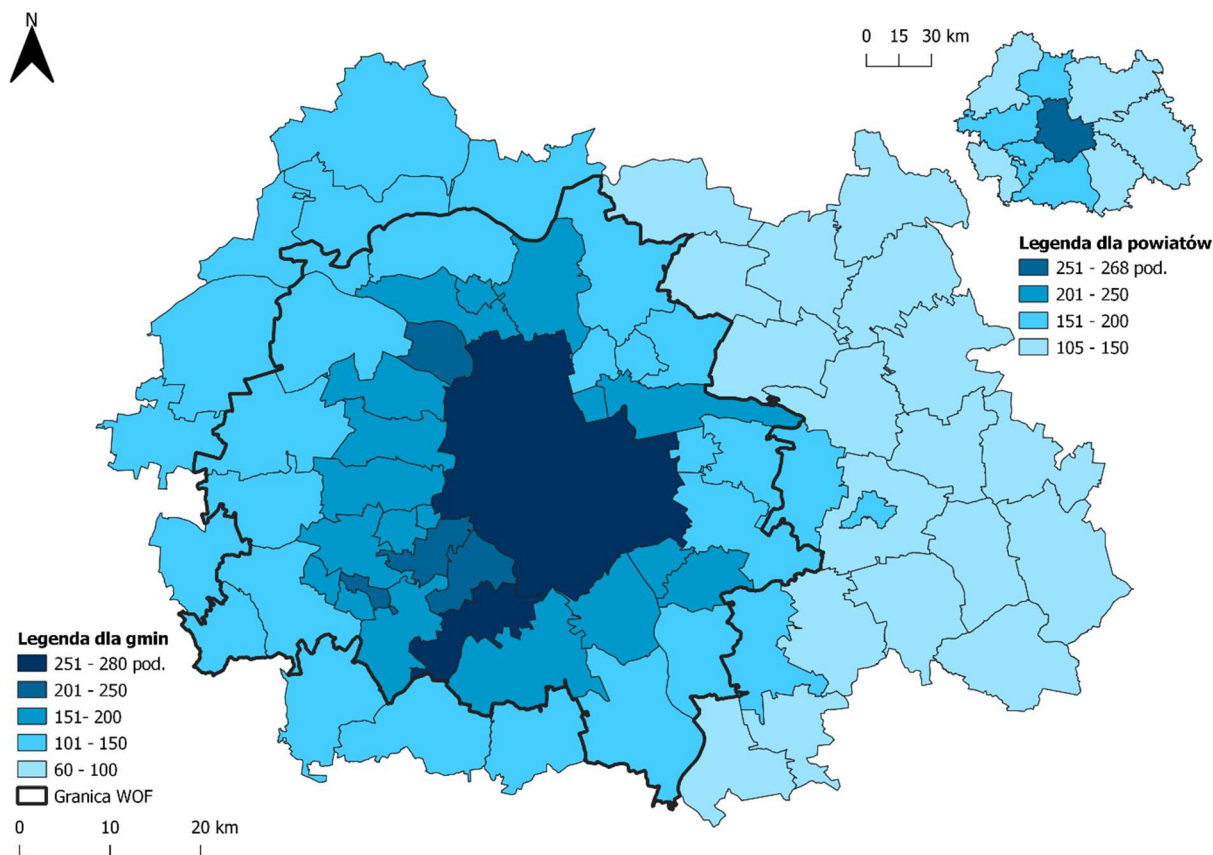 N
0 15 30 km
Legenda dla powiatów
251 - 268 pod.
201 - 250
151 - 200
105 - 150
Legenda dla gmin
251 - 280 pod.
201 - 250
151- 200
101 - 150
60 - 100
Granica WOF
0 10 20 km